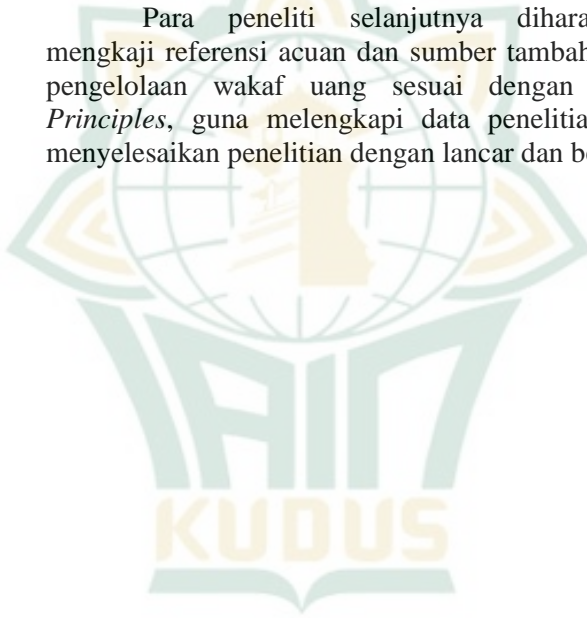 Para peneliti selanjutnya dihara
mengkaji referensi acuan dan sumber tambah
pengelolaan wakaf uang sesuai dengan
Principles, guna melengkapi data penelitia
menyelesaikan penelitian dengan lancar dan b
IAIN
KUDUS